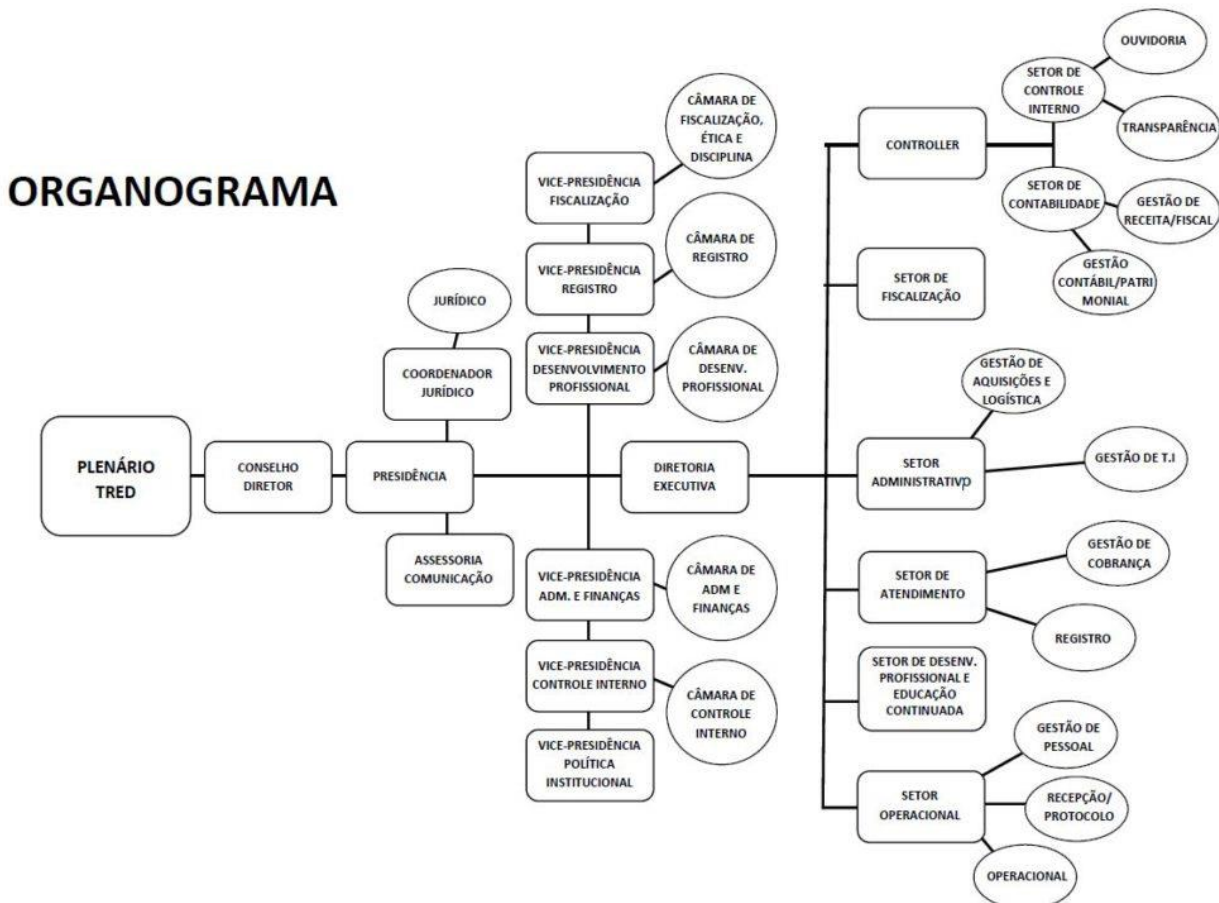 ORGANOGRAMA
PLENÁRIO
TRED
CONSELHO
DIRETOR
PRESIDÊNCIA
JURÍDICO
COORDENADOR
JURÍDICO
ASSESSORIA
COMUNICAÇÃO
CÂMARA DE
FISCALIZAÇÃO,
ÉTICA E
DISCIPLINA
VICE-PRESIDÊNCIA
FISCALIZAÇÃO
CÂMARA DE
REGISTRO
VICE-PRESIDÊNCIA
REGISTRO
VICE-PRESIDÊNCIA
DESENVOLVIMENTO
PROFISSIONAL
CÂMARA DE
DESENV.
PROFISSIONAL
DIRETORIA
EXECUTIVA
VICE-PRESIDÊNCIA
ADM. E FINANÇAS
CÂMARA DE
ADM E
FINANÇAS
VICE-PRESIDÊNCIA
CONTROLE INTERNO
CÂMARA DE
CONTROLE
INTERNO
VICE-PRESIDÊNCIA
POLÍTICA
INSTITUCIONAL
CONTROLLER
SETOR DE
CONTROLE
INTERNO
OUVIDORIA
TRANSPARÊNCIA
SETOR DE
CONTABILIDADE
GESTÃO DE
RECEITA/FISCAL
GESTÃO
CONTÁBIL/PATRI
MONIAL
SETOR DE
FISCALIZAÇÃO
GESTÃO DE
AQUISIÇÕES E
LOGÍSTICA
SETOR
ADMINISTRATIVO
GESTÃO DE T.I
SETOR DE
ATENDIMENTO
GESTÃO DE
COBRANÇA
REGISTRO
SETOR DE DESENV.
PROFISSIONAL E
EDUCAÇÃO
CONTINUADA
SETOR
OPERACIONAL
GESTÃO DE
PESSOAL
RECEPÇÃO/
PROTOCOLO
OPERACIONAL